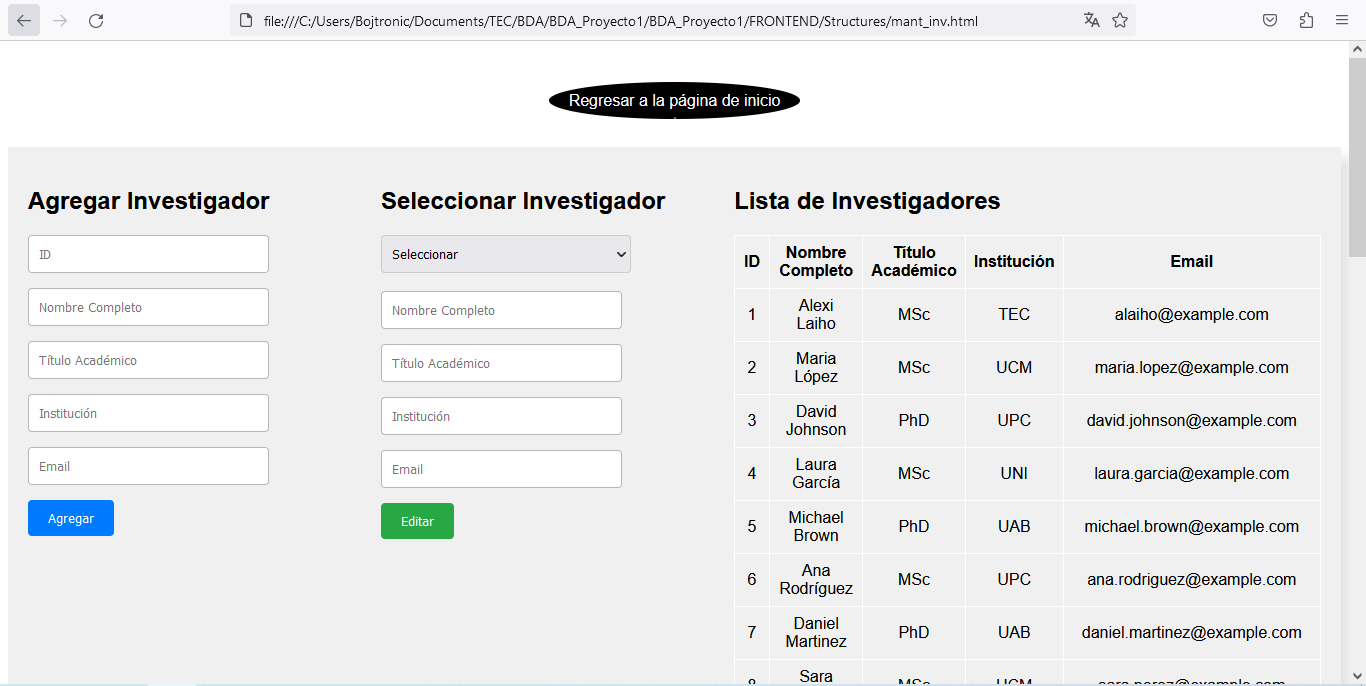 file:///C:/Users/Bojtronic/Documents/TEC/BDA/BDA_Proyecto1/BDA_Proyecto1/FRONTEND/Structures/mant_inv.html
Regresar a la página de inicio
Agregar Investigador
ID
Nombre Completo
Título Académico
Institución
Email
Agregar
Seleccionar Investigador
Seleccionar
Nombre Completo
Título Académico
Institución
Email
Editar
Lista de Investigadores
ID Nombre Completo Título Académico Institución Email
1 Alexi Laiho MSc TEC alaiho@example.com
2 Maria López MSc UCM maria.lopez@example.com
3 David Johnson PhD UPC david.johnson@example.com
4 Laura García MSc UNI laura.garcia@example.com
5 Michael Brown PhD UAB michael.brown@example.com
6 Ana Rodríguez MSc UPC ana.rodriguez@example.com
7 Daniel Martinez PhD UAB daniel.martinez@example.com
8 Sara MSc UCM sara.perez@example.com